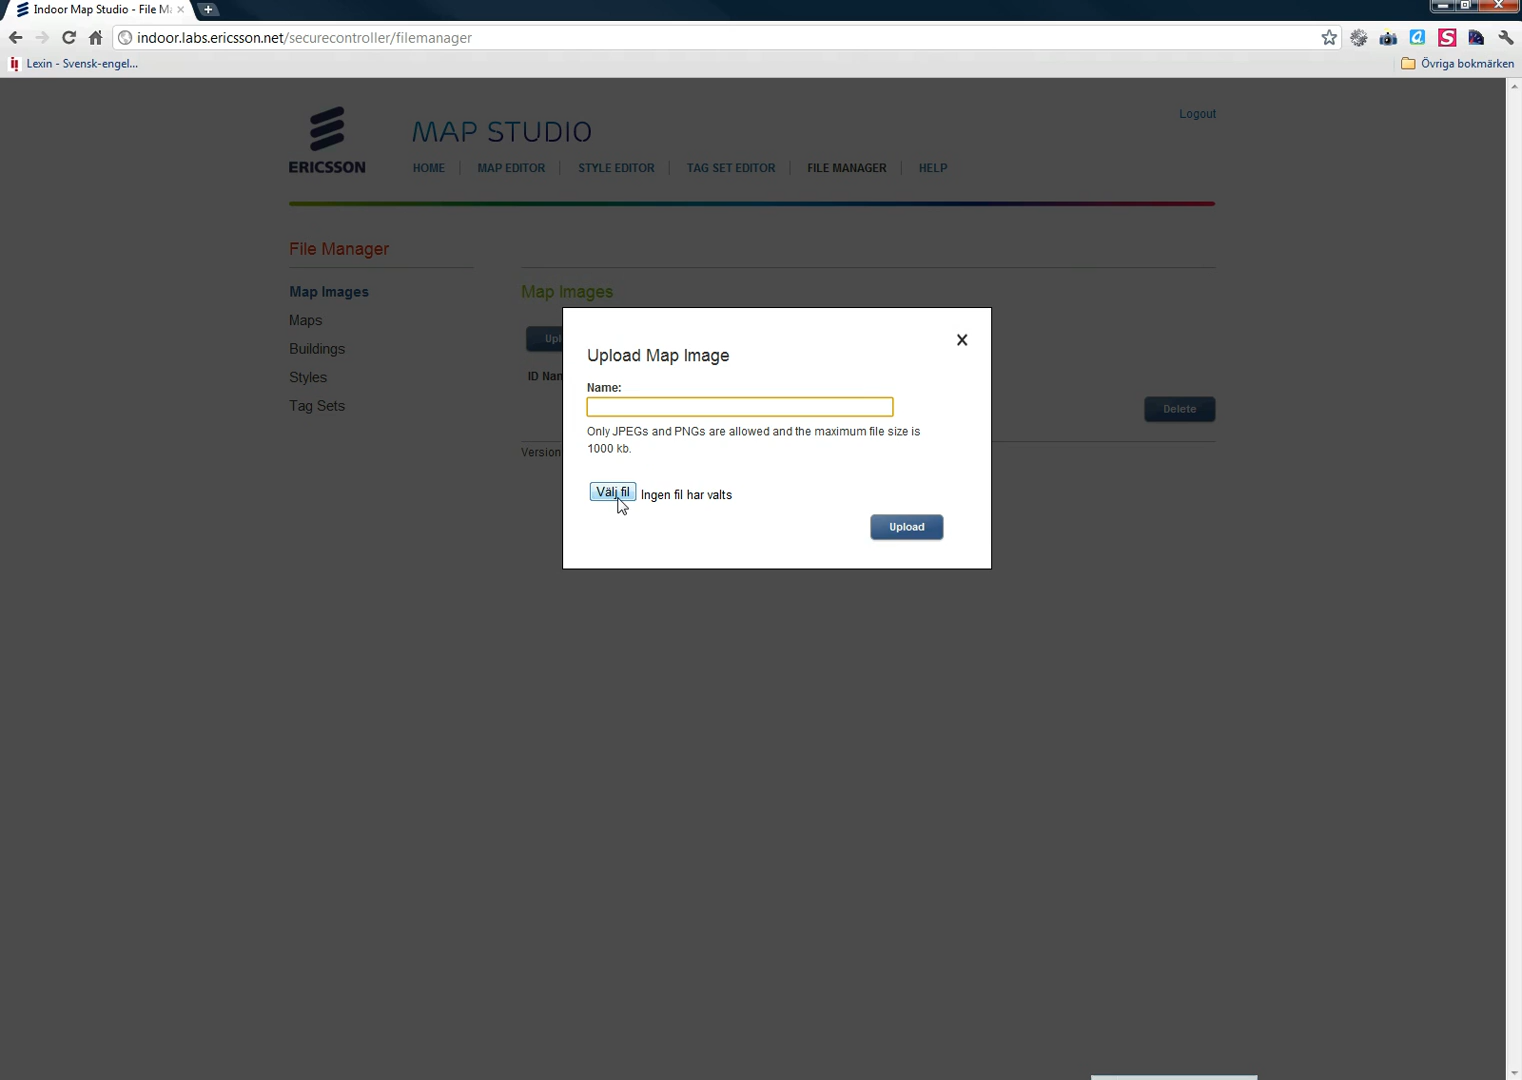 Indoor Map Studio - File M
indoor.labs.ericsson.net/securecontroller/filemanager
Lexin - Svensk-engel...
Övriga bokmärken
Logout
ERICSSON
MAP STUDIO
HOME
MAP EDITOR
STYLE EDITOR
TAG SET EDITOR
FILE MANAGER
HELP
File Manager
Map Images
Maps
Buildings
Styles
Tag Sets
Map Images
Upl
ID Nam
Delete
Version
Upload Map Image
Name:
Only JPEGs and PNGs are allowed and the maximum file size is
1000 kb.
Välj fil
Ingen fil har valts
Upload